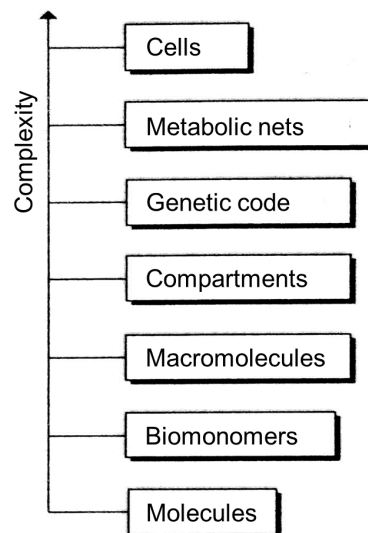 Complexity
Cells
Metabolic nets
Genetic code
Compartments
Macromolecules
Biomonomers
Molecules